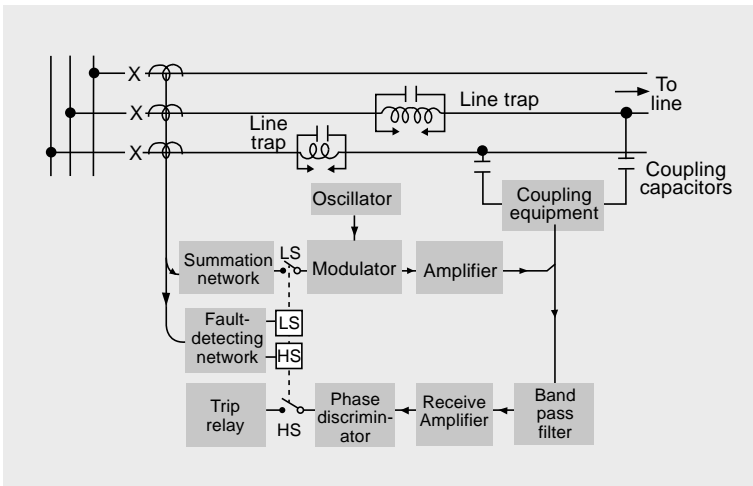 X
X
X
Line trap
To
line
Line
trap
Coupling
capacitors
Oscillator
Coupling
equipment
Summation
network
LS
Modulator
Amplifier
Fault-
detecting
network
LS
HS
Trip
relay
HS
Phase
discrimin-
ator
Receive
Amplifier
Band
pass
filter